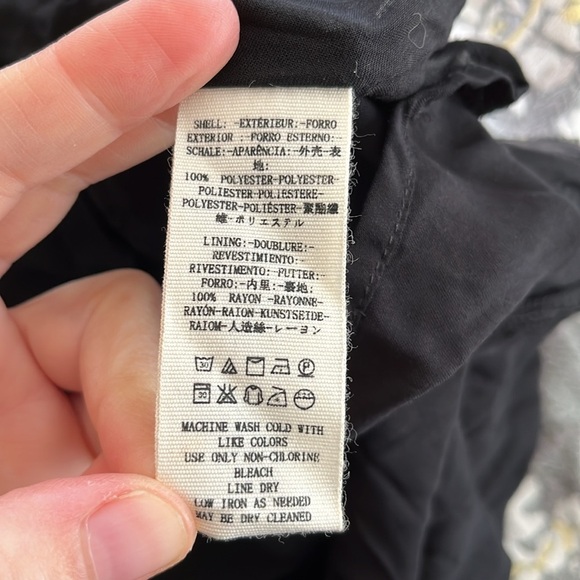 SHELL: -EXTÉRIEUR:-FORRO
EXTERIOR : FORRO ESTERNO:
SCHALE:-APARÊNCIA:-外壳-表
地:
100% POLYESTER-POLYESTER-
POLIESTER-POLIESTERE-
POLYESTER-POLIÉSTER-聚酯纖
維-ポリエステル
LINING:-DOUBLURE:-
REVESTIMIENTO:-
RIVESTIMENTO:-FUTTER:-
FORRO:-内里:-裏地:
100% RAYON -RAYONNE-
RAYÓN-RAION-KUNSTSEIDE-
RAIOM-人造絲-レーヨン
30 P
30
MACHINE WASH COLD WITH
LIKE COLORS
USE ONLY NON-CHLORINE
BLEACH
LINE DRY
LOW IRON AS NEEDED
MAY BE DRY CLEANED